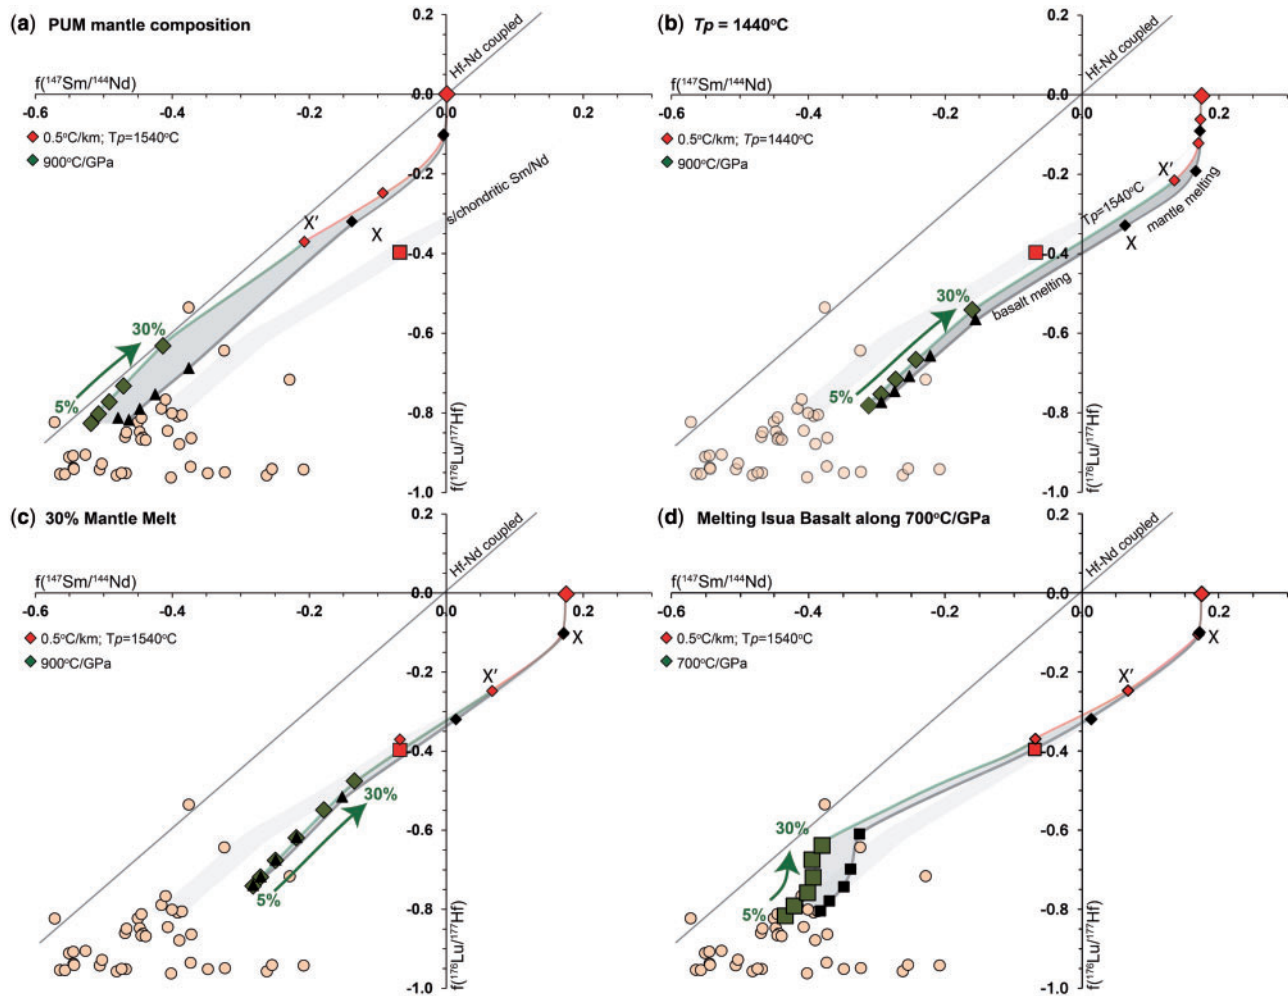 (a) PUM mantle composition
f(¹⁴⁷Sm/¹⁴⁴Nd)
0.2
Hf-Nd coupled
-0.6 -0.4 -0.2 0.0 0.2
0.5°C/km; Tp=1540°C
900°C/GPa
-0.2
s/chondritic Sm/Nd
X'
X
-0.4
30%
-0.6
5%
-0.8
f(¹⁷⁶Lu/¹⁷⁷Hf)
-1.0
(b) Tp = 1440°C
f(¹⁴⁷Sm/¹⁴⁴Nd)
0.2
Hf-Nd coupled
-0.6 -0.4 -0.2 0.0 0.2
0.5°C/km; Tp=1440°C
900°C/GPa
X'
-0.2
Tp=1540°C
mantle melting
X
-0.4
30%
basalt melting
-0.6
5%
-0.8
f(¹⁷⁶Lu/¹⁷⁷Hf)
-1.0
(c) 30% Mantle Melt
f(¹⁴⁷Sm/¹⁴⁴Nd)
0.2
Hf-Nd coupled
-0.6 -0.4 -0.2 0.0 0.2
0.5°C/km; Tp=1540°C
900°C/GPa
X
-0.2
X'
-0.4
30%
-0.6
5%
-0.8
f(¹⁷⁶Lu/¹⁷⁷Hf)
-1.0
(d) Melting Isua Basalt along 700°C/GPa
f(¹⁴⁷Sm/¹⁴⁴Nd)
0.2
Hf-Nd coupled
-0.6 -0.4 -0.2 0.0 0.2
0.5°C/km; Tp=1540°C
700°C/GPa
X
-0.2
X'
-0.4
30%
-0.6
5%
-0.8
f(¹⁷⁶Lu/¹⁷⁷Hf)
-1.0